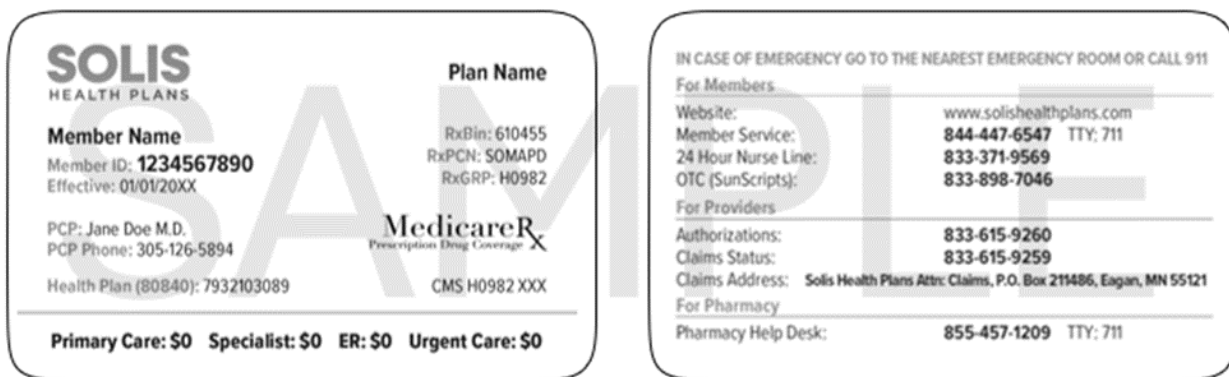 SAMPLE
SOLIS
HEALTH PLANS
Plan Name
Member Name
Member ID: 1234567890
Effective: 01/01/20XX
RxBin: 610455
RxPCN: SOMAPD
RxGRP: H0982
PCP: Jane Doe M.D.
PCP Phone: 305-126-5894
MedicareRx
Prescription Drug Coverage
Health Plan (80840): 7932103089
CMS H0982 XXX
Primary Care: $0 Specialist: $0 ER: $0 Urgent Care: $0
IN CASE OF EMERGENCY GO TO THE NEAREST EMERGENCY ROOM OR CALL 911
For Members
Website: www.solishealthplans.com
Member Service: 844-447-6547 TTY: 711
24 Hour Nurse Line: 833-371-9569
OTC (SunScripts): 833-898-7046
For Providers
Authorizations: 833-615-9260
Claims Status: 833-615-9259
Claims Address: Solis Health Plans Attn: Claims, P.O. Box 211486, Eagan, MN 55121
For Pharmacy
Pharmacy Help Desk: 855-457-1209 TTY: 711